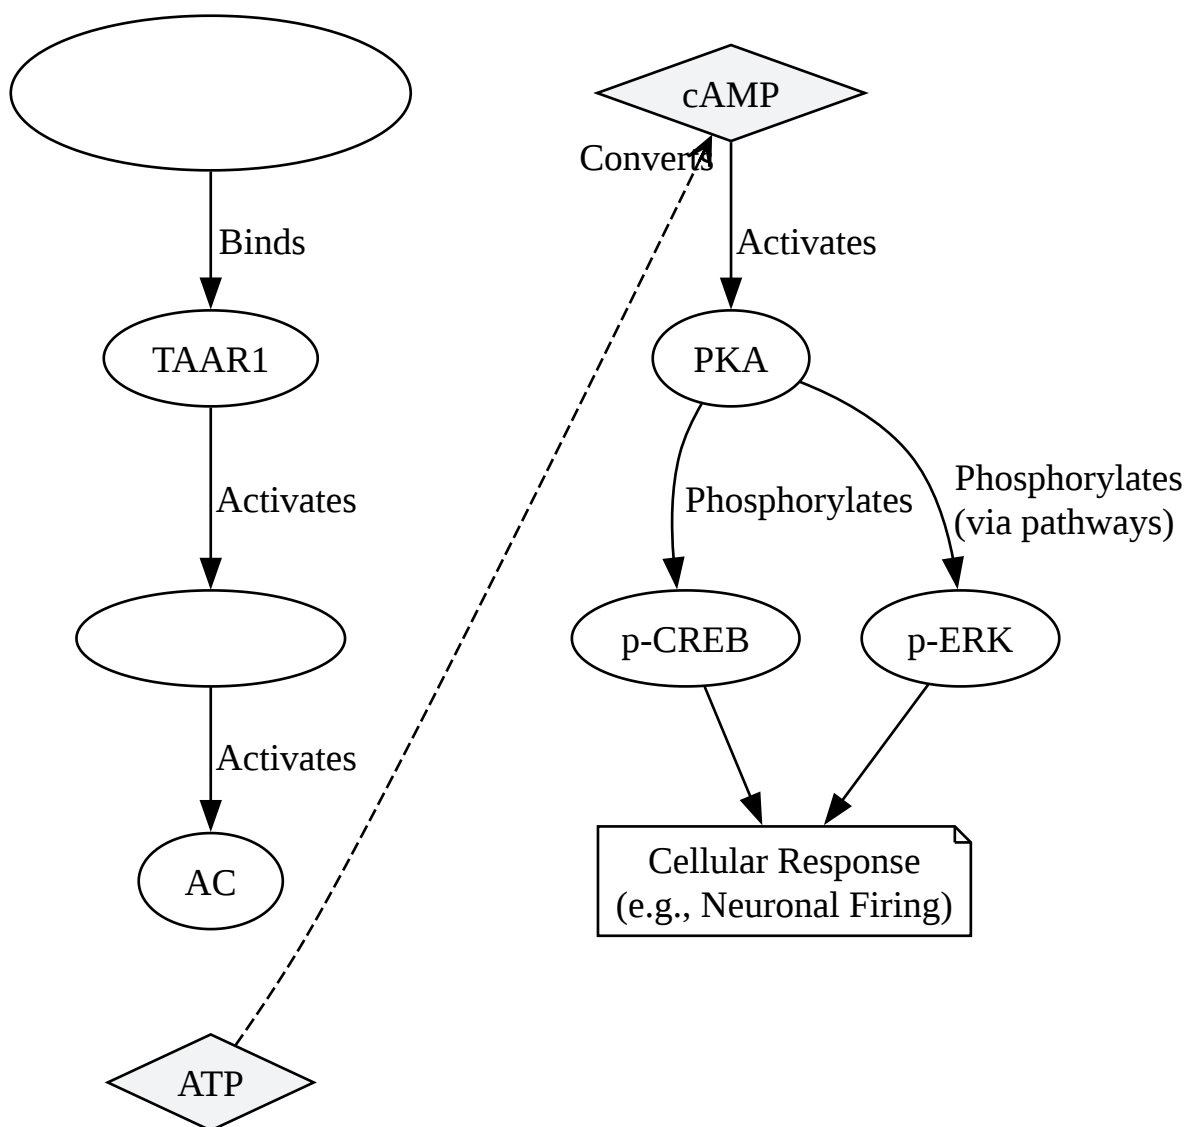 cAMP
Converts
Binds
Activates
TAAR1
PKA
Activates
Phosphorylates
Phosphorylates
(via pathways)
p-CREB
p-ERK
Activates
AC
Cellular Response
(e.g., Neuronal Firing)
ATP